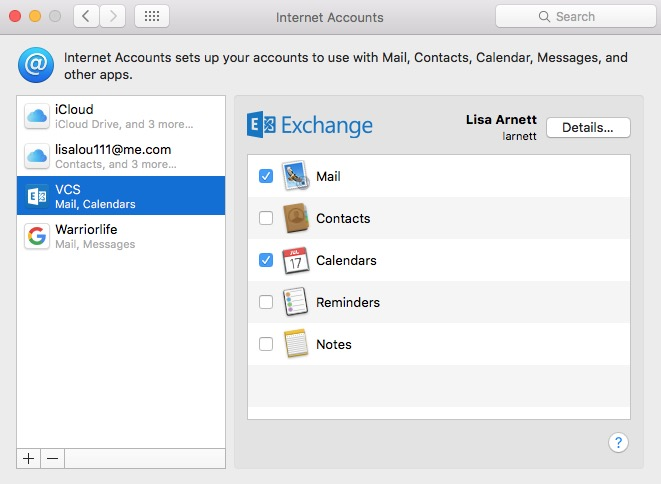 Internet Accounts
Search
Internet Accounts sets up your accounts to use with Mail, Contacts, Calendar, Messages, and
other apps.
iCloud
iCloud Drive, and 3 more...
lisalou111@me.com
Contacts, and 3 more...
VCS
Mail, Calendars
Warriorlife
Mail, Messages
Exchange
Lisa Arnett
larnett
Details...
Mail
Contacts
JUL
17
Calendars
Reminders
Notes
+ −
?